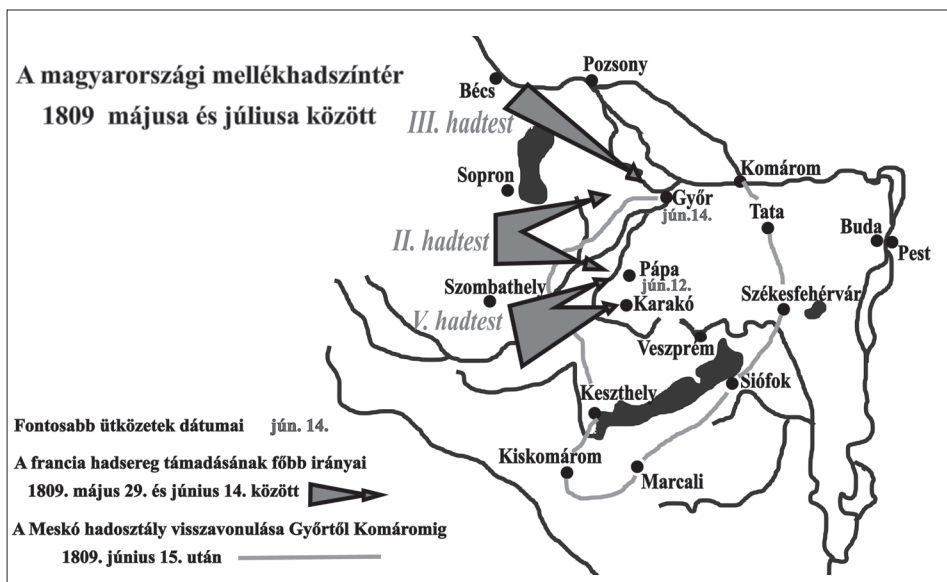 A magyarországi mellékhadszíntér
1809 májusa és júliusa között
Bécs
Pozsony
III. hadtest
Sopron
Komárom
Győr
jún.14.
Tata
Buda
Pest
II. hadtest
Szombathely
Pápa
jún.12.
Karakó
V. hadtest
Székesfehérvár
Veszprém
Siófok
Keszthely
Kiskomárom
Marcali
Fontosabb ütközetek dátumai jún. 14.
A francia hadsereg támadásának főbb irányai
1809. május 29. és június 14. között
A Meskó hadosztály visszavonulása Győrtől Komáromig
1809. június 15. után